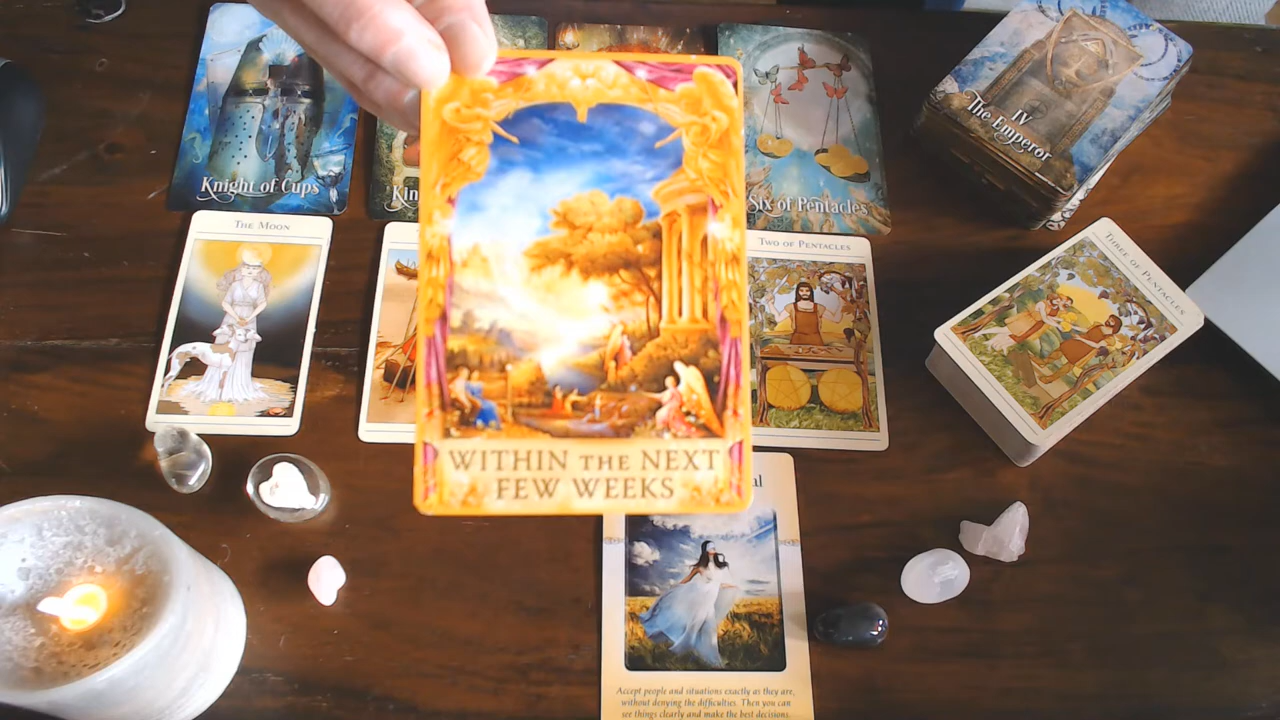 Knight of Cups
Six of Pentacles
IV
The Emperor
THE MOON
TWO OF PENTACLES
THREE OF PENTACLES
WITHIN THE NEXT
FEW WEEKS
Accept people and situations exactly as they are,
without denying the difficulties. Then you can
see things clearly and make the best decisions.